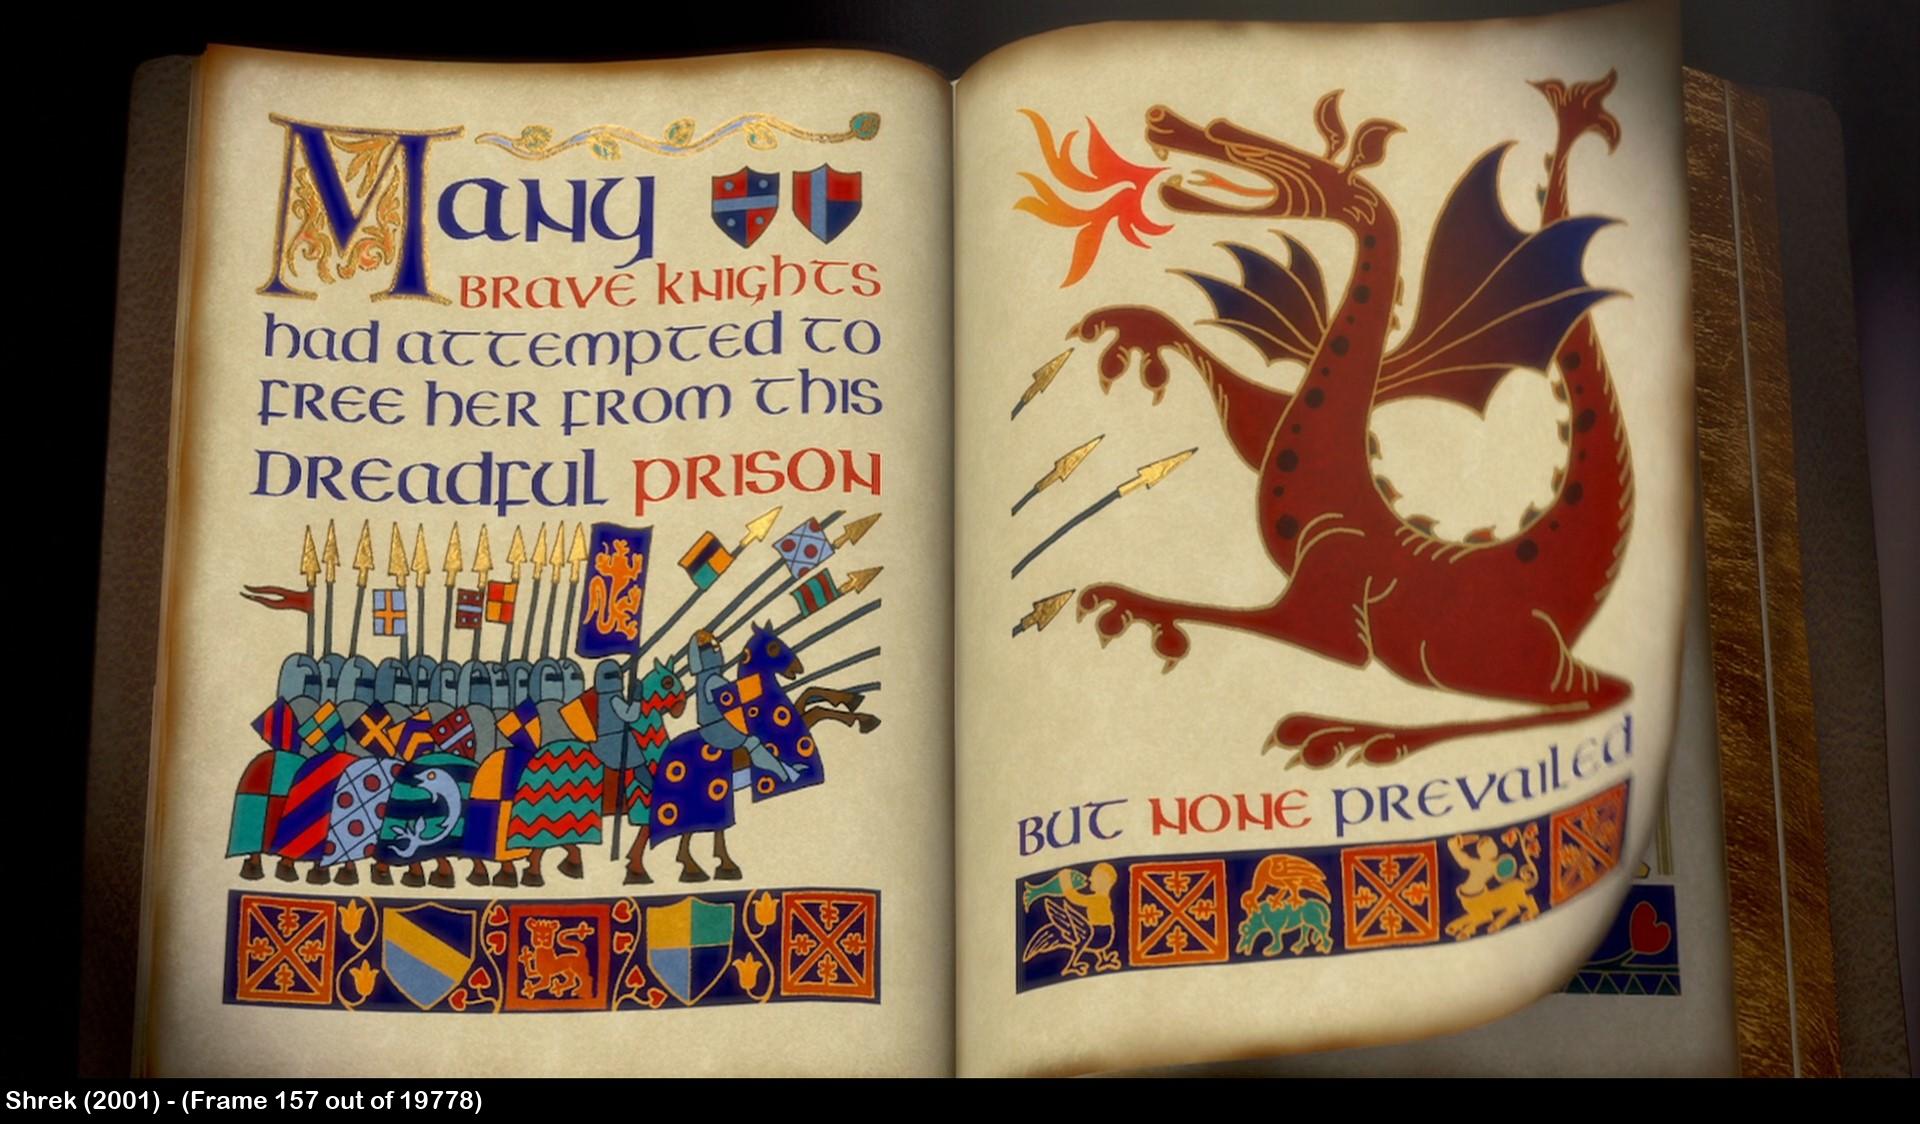 Many
BRAVE KNIGHTS
had attempted to
FREE HER FROM THIS
DREADFUL PRISON
BUT NONE PREVAILED
Shrek (2001) - (Frame 157 out of 19778)